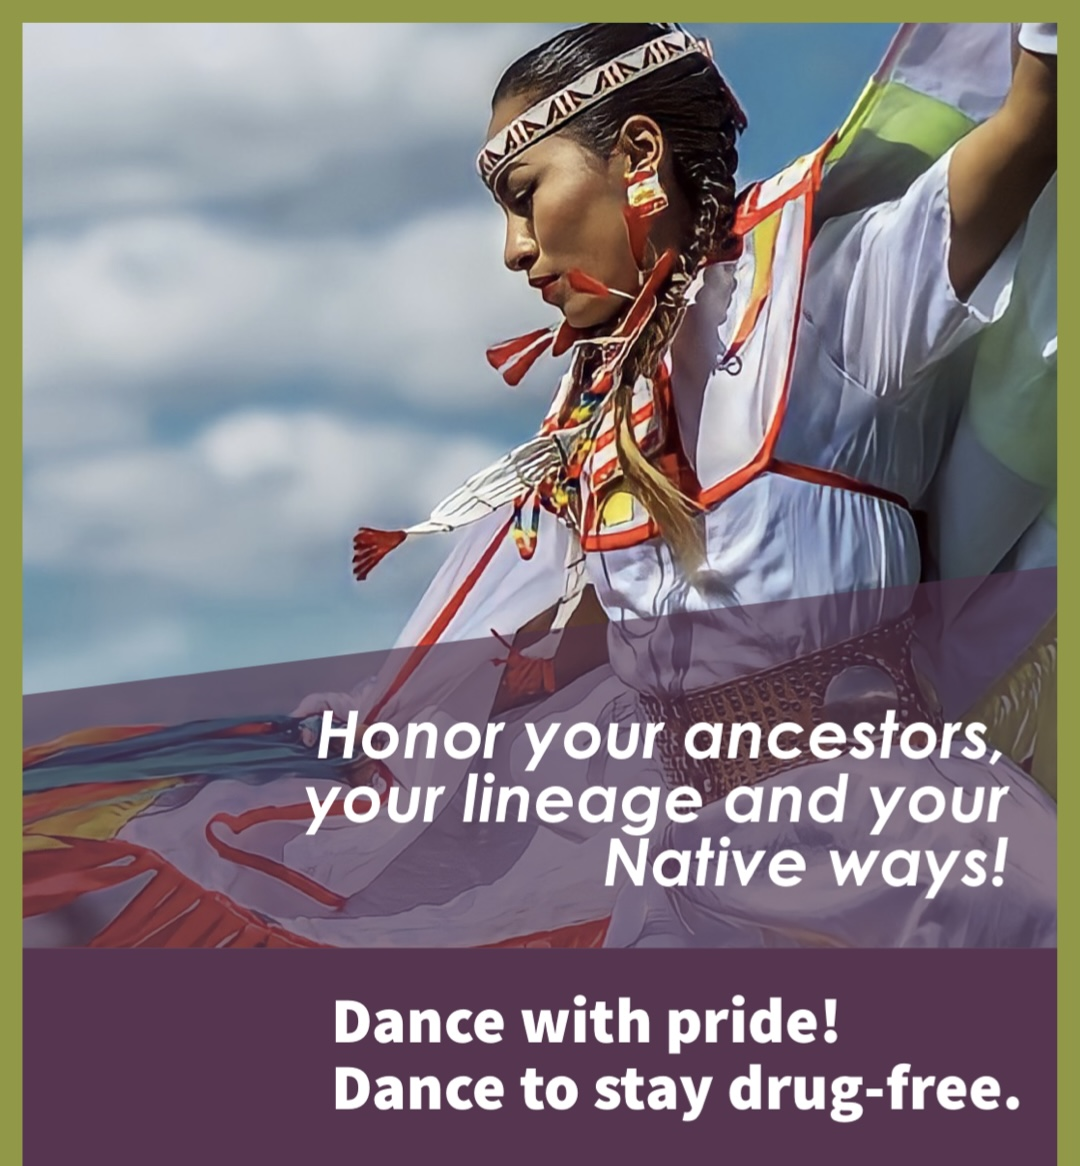 Honor your ancestors,
your lineage and your
Native ways!
Dance with pride!
Dance to stay drug-free.